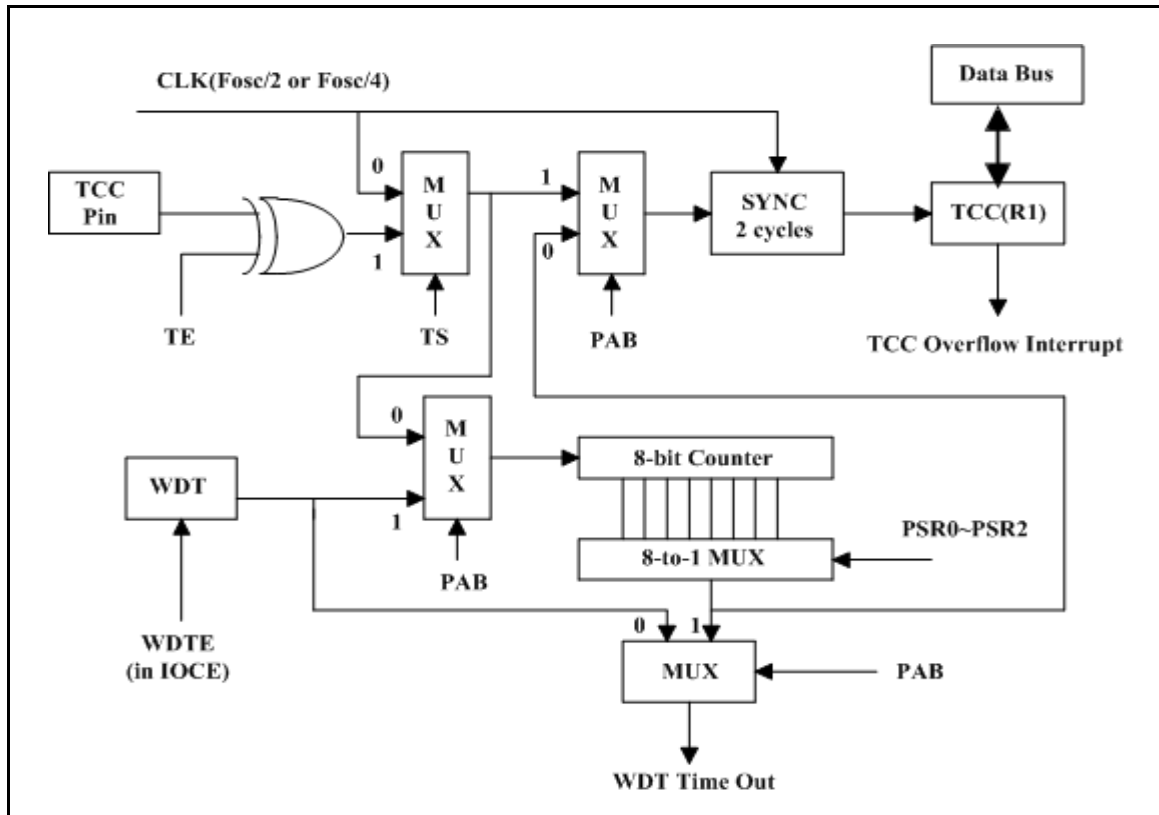 CLK(Fosc/2 or Fosc/4)
Data Bus
TCC
Pin
0
1
M
U
X
1
0
M
U
X
SYNC
2 cycles
TCC(R1)
TE
TS
PAB
TCC Overflow Interrupt
0
1
M
U
X
8-bit Counter
WDT
PSR0~PSR2
8-to-1 MUX
PAB
WDTE
(in IOCE)
0
1
MUX
PAB
WDT Time Out